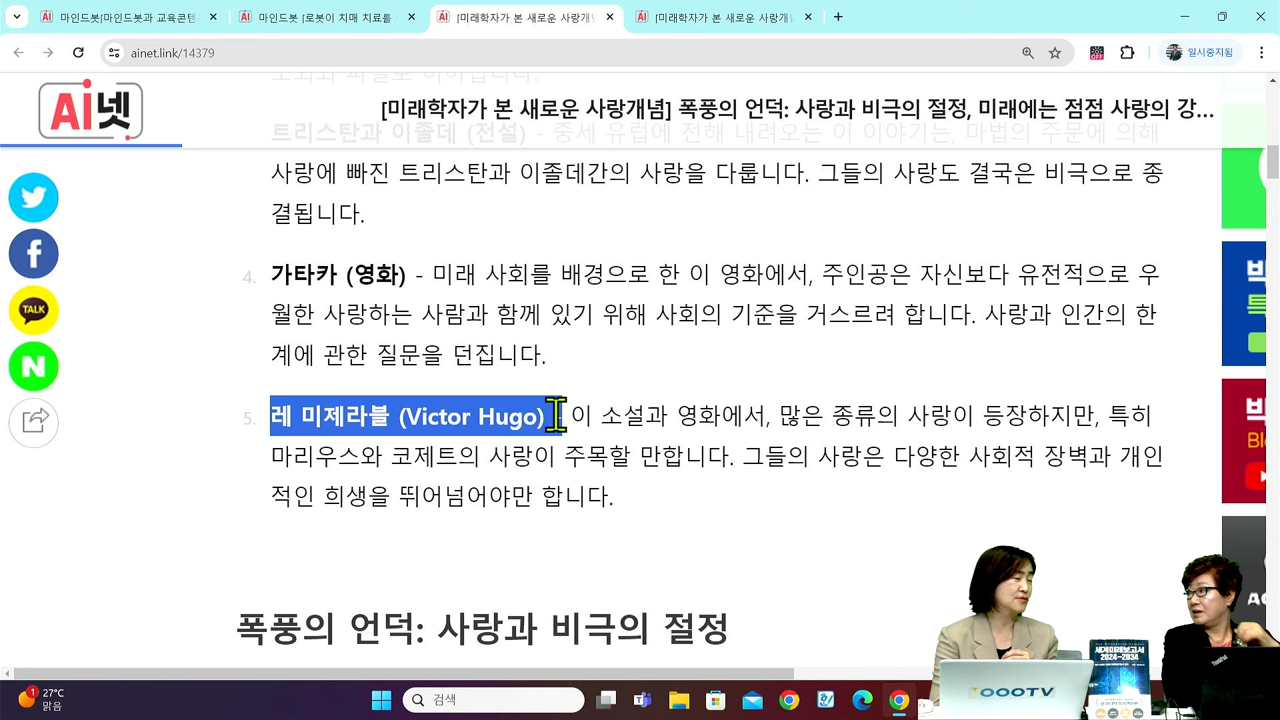 마인드봇[마인드봇과 교육콘텐
마인드봇 [로봇이 치매 치료를
[미래학자가 본 새로운 사랑개념
[미래학자가 본 새로운 사랑개념
ainet.link/14379
OFF
일시중지됨
Ai넷
[미래학자가 본 새로운 사랑개념] 폭풍의 언덕: 사랑과 비극의 절정, 미래에는 점점 사랑의 강...
트리스탄과 이졸데 (전설) - 중세 유럽에 전해 내려오는 이 이야기는, 마법의 주문에 의해
사랑에 빠진 트리스탄과 이졸데간의 사랑을 다룹니다. 그들의 사랑도 결국은 비극으로 종
결됩니다.
4. 가타카 (영화) - 미래 사회를 배경으로 한 이 영화에서, 주인공은 자신보다 유전적으로 우
월한 사랑하는 사람과 함께 있기 위해 사회의 기준을 거스르려 합니다. 사랑과 인간의 한
계에 관한 질문을 던집니다.
5. 레 미제라블 (Victor Hugo) - 이 소설과 영화에서, 많은 종류의 사랑이 등장하지만, 특히
마리우스와 코제트의 사랑이 주목할 만합니다. 그들의 사랑은 다양한 사회적 장벽과 개인
적인 희생을 뛰어넘어야만 합니다.
폭풍의 언덕: 사랑과 비극의 절정
TALK
N
세계미래보고서
2024-2034
ThinkPad
OOOTV
1
27°C
맑음
검색